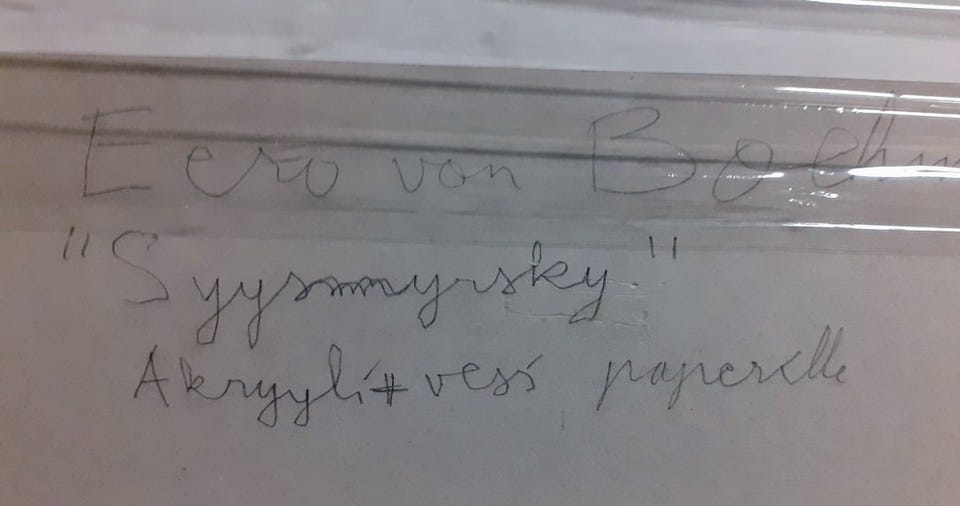 Eero von Boehm
"Syysmyrsky"
Akryyli + vesi paperille